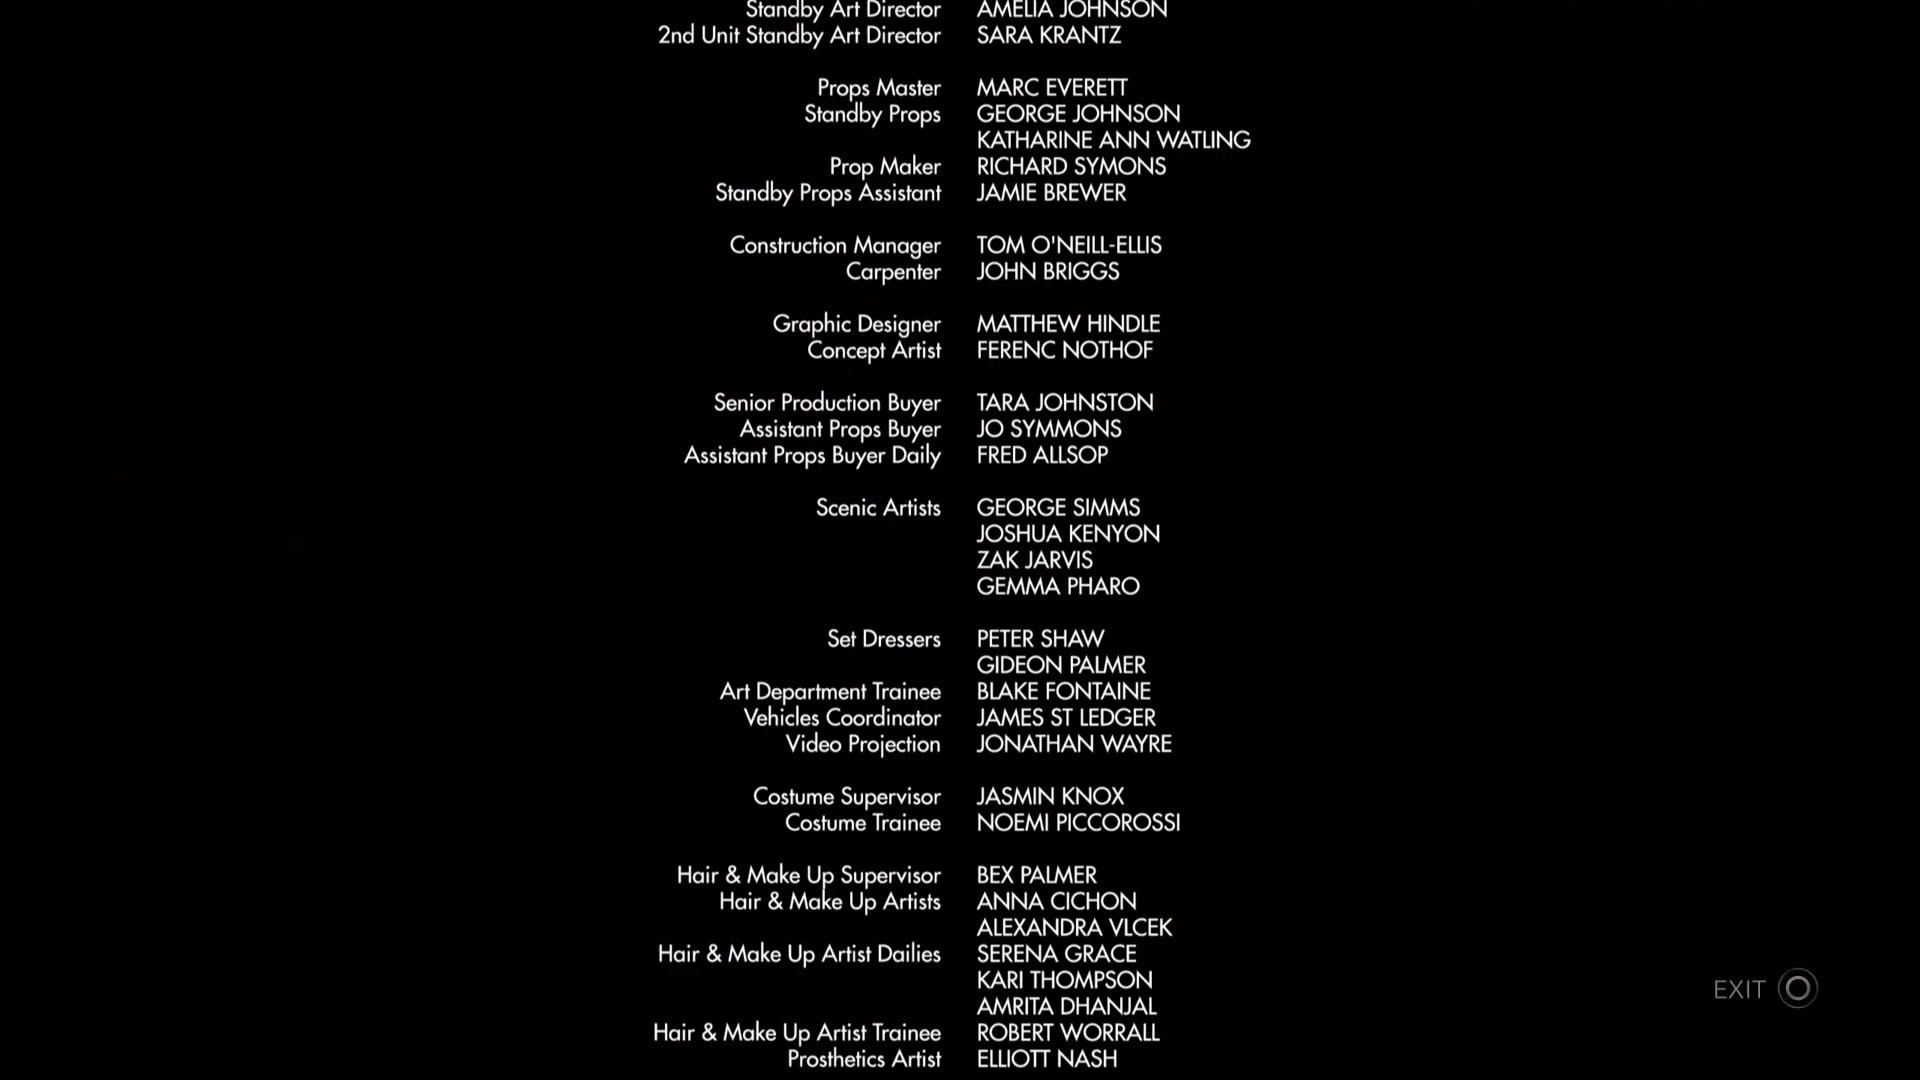 Standby Art Director AMELIA JOHNSON
2nd Unit Standby Art Director SARA KRANTZ
Props Master MARC EVERETT
Standby Props GEORGE JOHNSON
KATHARINE ANN WATLING
Prop Maker RICHARD SYMONS
Standby Props Assistant JAMIE BREWER
Construction Manager TOM O'NEILL-ELLIS
Carpenter JOHN BRIGGS
Graphic Designer MATTHEW HINDLE
Concept Artist FERENC NOTHOF
Senior Production Buyer TARA JOHNSTON
Assistant Props Buyer JO SYMMONS
Assistant Props Buyer Daily FRED ALLSOP
Scenic Artists GEORGE SIMMS
JOSHUA KENYON
ZAK JARVIS
GEMMA PHARO
Set Dressers PETER SHAW
GIDEON PALMER
Art Department Trainee BLAKE FONTAINE
Vehicles Coordinator JAMES ST LEDGER
Video Projection JONATHAN WAYRE
Costume Supervisor JASMIN KNOX
Costume Trainee NOEMI PICCOROSSI
Hair & Make Up Supervisor BEX PALMER
Hair & Make Up Artists ANNA CICHON
ALEXANDRA VLCEK
Hair & Make Up Artist Dailies SERENA GRACE
KARI THOMPSON
AMRITA DHANJAL
Hair & Make Up Artist Trainee ROBERT WORRALL
Prosthetics Artist ELLIOTT NASH
EXIT